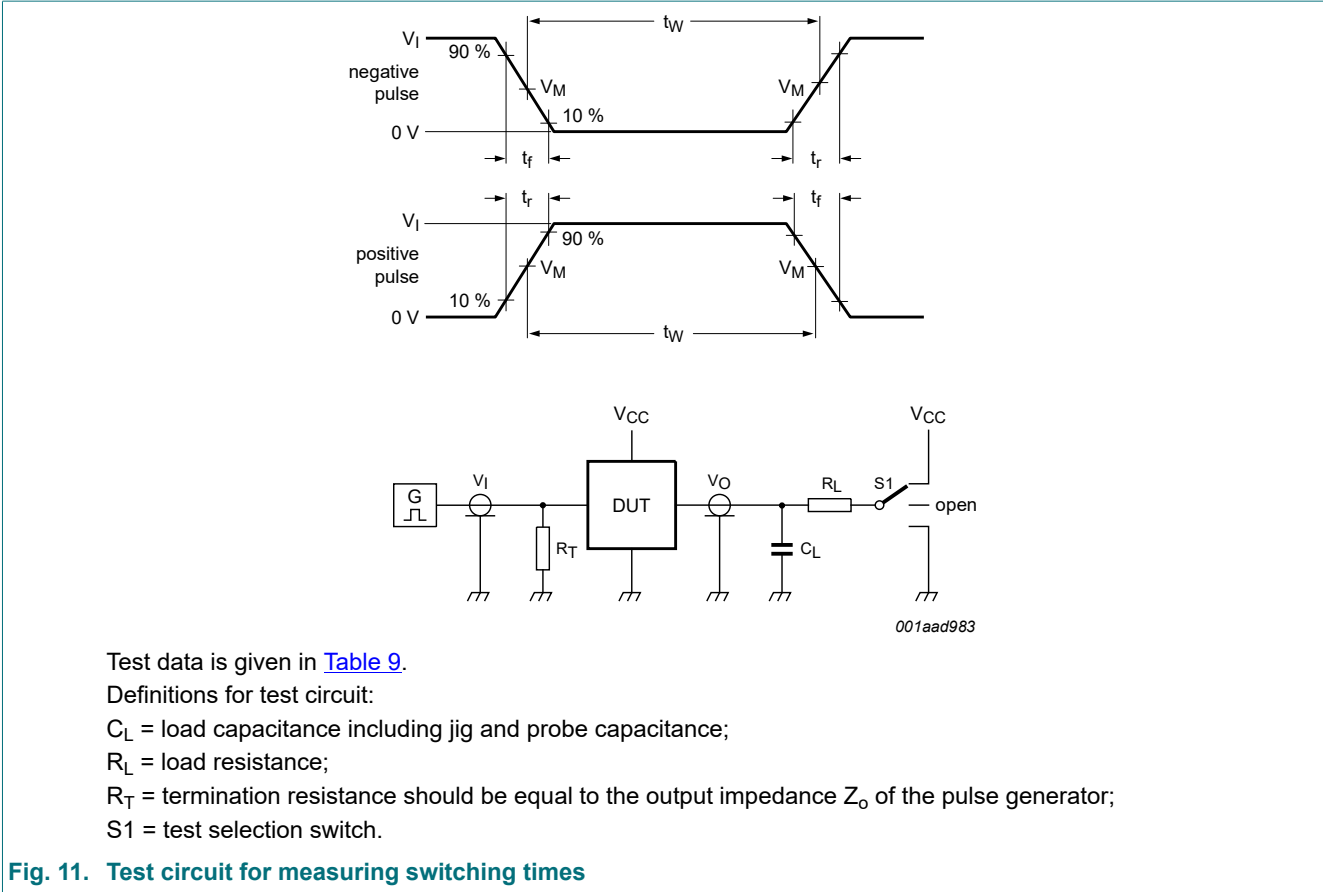 tW
VI
90 %
negative
pulse
VM
VM
10 %
0 V
tf
tr
tr
tf
VI
90 %
positive
pulse
VM
VM
10 %
0 V
tW
VCC
VCC
G
VI
DUT
VO
RL
S1
open
RT
CL
001aad983
Test data is given in Table 9.
Definitions for test circuit:
CL = load capacitance including jig and probe capacitance;
RL = load resistance;
RT = termination resistance should be equal to the output impedance Zo of the pulse generator;
S1 = test selection switch.
Fig. 11. Test circuit for measuring switching times